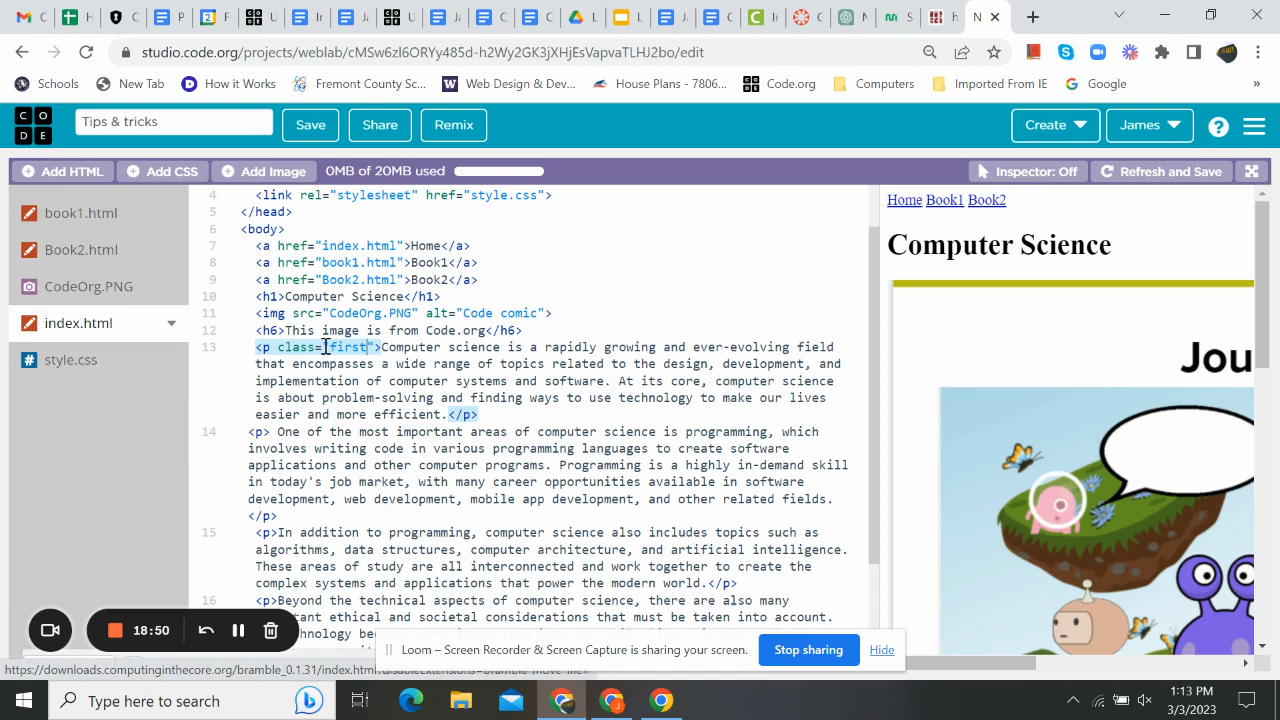 M
H
C
P
2
U
Ir
Ja
U
Ja
C
C
L
L
Ja
C
Ir
C
N
S
h
N
studio.code.org/projects/weblab/cMSw6zl6ORYv485d-h2Wy2GK3jXHjEsVapvaTLHJ2bo/edit
Schools New Tab How it Works Fremont County Sc... Web Design & De... House Plans - 7806... Code.org Computers Imported From IE Google »
C O D E Tips & tricks Save Share Remix Create James ?
Add HTML Add CSS Add Image 0MB of 20MB used Inspector: Off Refresh and Save
book1.html
Book2.html
CodeOrg.PNG
index.html
style.css
4 <link rel="stylesheet" href="style.css">
5 </head>
6 <body>
7 <a href="index.html">Home</a>
8 <a href="book1.html">Book1</a>
9 <a href="Book2.html">Book2</a>
10 <h1>Computer Science</h1>
11 <img src="CodeOrg.PNG" alt="Code comic">
12 <h6>This image is from Code.org</h6>
13 <p class="first">Computer science is a rapidly growing and ever-evolving field
that encompasses a wide range of topics related to the design, development, and
implementation of computer systems and software. At its core, computer science
is about problem-solving and finding ways to use technology to make our lives
easier and more efficient.</p>
14 <p> One of the most important areas of computer science is programming, which
involves writing code in various programming languages to create software
applications and other computer programs. Programming is a highly in-demand skill
in today's job market, with many career opportunities available in software
development, web development, mobile app development, and other related fields.
</p>
15 <p>In addition to programming, computer science also includes topics such as
algorithms, data structures, computer architecture, and artificial intelligence.
These areas of study are all interconnected and work together to create the
complex systems and applications that power the modern world.</p>
16 <p>Beyond the technical aspects of computer science, there are also many
tant ethical and societal considerations that must be taken into account.
hnology be
Home Book1 Book2
Computer Science
Jou
18:50
Loom – Screen Recorder & Screen Capture is sharing your screen. Stop sharing Hide
https://downloads.computinginthecore.org/bramble_0.1.31/index.html?disableExtensions=bramble-move-file
Type here to search
1:13 PM
3/3/2023